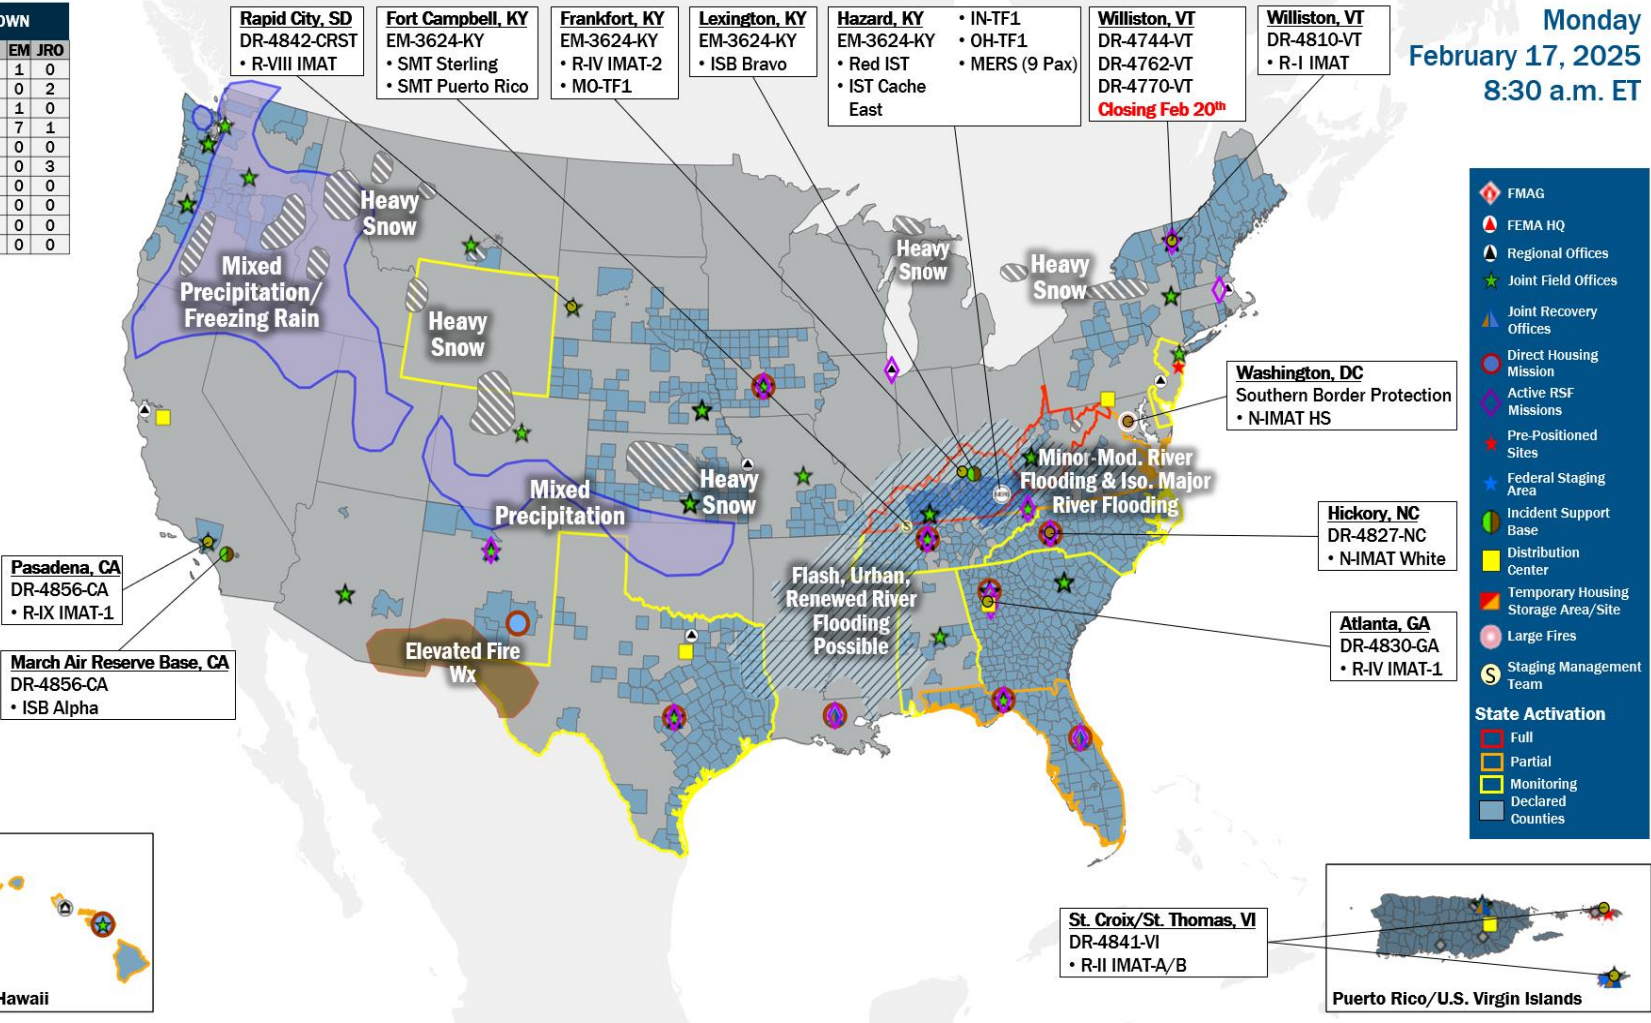 OWN
EM JRO
1 0
0 2
1 0
7 1
0 0
0 3
0 0
0 0
0 0
0 0
Rapid City, SD
DR-4842-CRST
• R-VIII IMAT
Fort Campbell, KY
EM-3624-KY
• SMT Sterling
• SMT Puerto Rico
Frankfort, KY
EM-3624-KY
• R-IV IMAT-2
• MO-TF1
Lexington, KY
EM-3624-KY
• ISB Bravo
Hazard, KY
EM-3624-KY
• Red IST
• IST Cache
East
• IN-TF1
• OH-TF1
• MERS (9 Pax)
Williston, VT
DR-4744-VT
DR-4762-VT
DR-4770-VT
Closing Feb 20th
Williston, VT
DR-4810-VT
• R-I IMAT
Monday
February 17, 2025
8:30 a.m. ET
Heavy
Snow
Mixed
Precipitation/
Freezing Rain
Heavy
Snow
Heavy
Snow
Heavy
Snow
Heavy
Snow
Mixed
Precipitation
Minor-Mod. River
Flooding & Iso. Major
River Flooding
MERS
S
Flash, Urban,
Renewed River
Flooding
Possible
Elevated Fire
Wx
Washington, DC
Southern Border Protection
• N-IMAT HS
Hickory, NC
DR-4827-NC
• N-IMAT White
Atlanta, GA
DR-4830-GA
• R-IV IMAT-1
Pasadena, CA
DR-4856-CA
• R-IX IMAT-1
March Air Reserve Base, CA
DR-4856-CA
• ISB Alpha
St. Croix/St. Thomas, VI
DR-4841-VI
• R-II IMAT-A/B
Hawaii
Puerto Rico/U.S. Virgin Islands
FMAG
FEMA HQ
Regional Offices
Joint Field Offices
Joint Recovery
Offices
Direct Housing
Mission
Active RSF
Missions
Pre-Positioned
Sites
Federal Staging
Area
Incident Support
Base
Distribution
Center
Temporary Housing
Storage Area/Site
Large Fires
S
Staging Management
Team
State Activation
Full
Partial
Monitoring
Declared
Counties